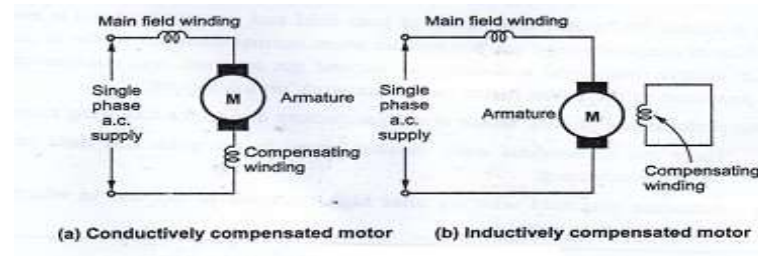 Main field winding
Single
phase
a.c.
supply
M
Armature
Compensating
winding
(a) Conductively compensated motor
Main field winding
Single
phase
a.c.
supply
Armature
M
Compensating
winding
(b) Inductively compensated motor